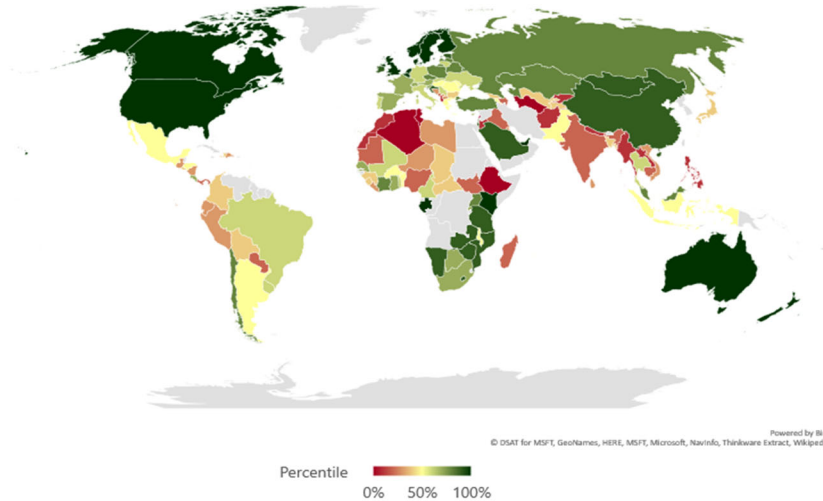 Powered by Bi
© DSAT for MSFT, GeoNames, HERE, MSFT, Microsoft, NavInfo, Thinkware Extract, Wikiped
Percentile
0% 50% 100%